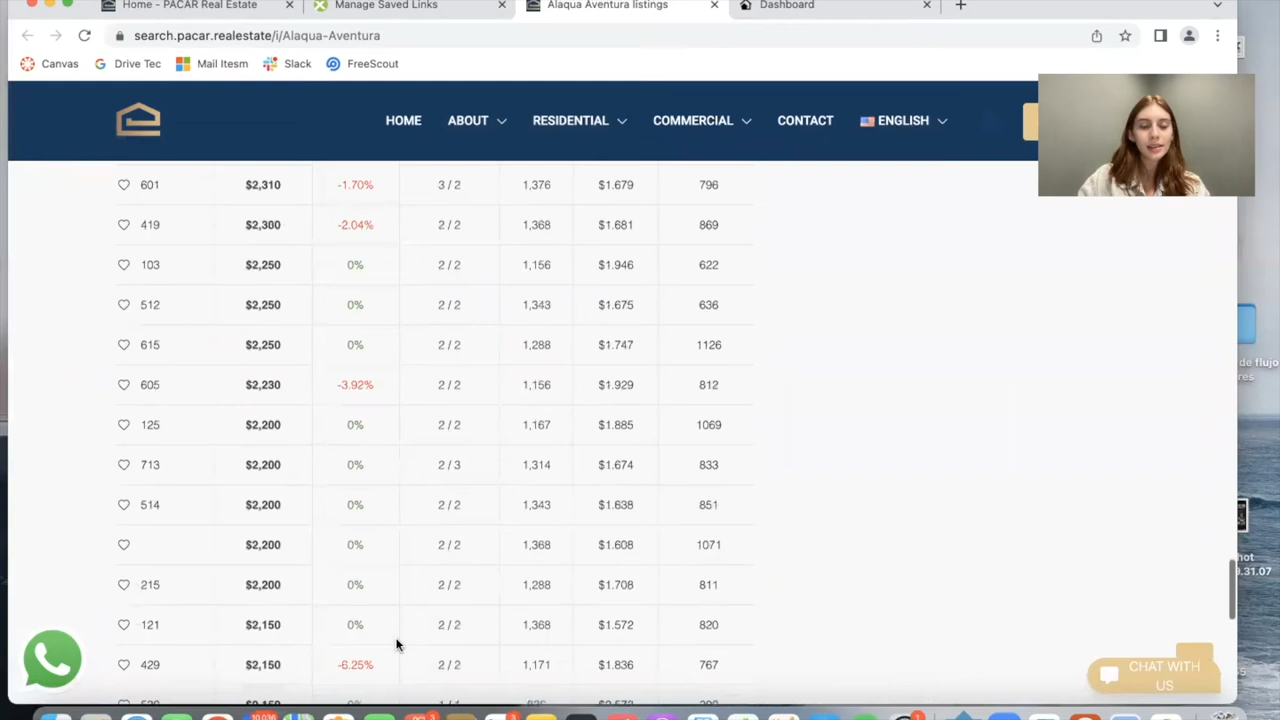 Home - PACAR Real Estate
Manage Saved Links
Alaqua Aventura listings
Dashboard
search.pacar.realestate/i/Alaqua-Aventura
Canvas Drive Tec Mail Itesm Slack FreeScout
HOME ABOUT RESIDENTIAL COMMERCIAL CONTACT ENGLISH
601 $2,310 -1.70% 3 / 2 1,376 $1.679 796
419 $2,300 -2.04% 2 / 2 1,368 $1.681 869
103 $2,250 0% 2 / 2 1,156 $1.946 622
512 $2,250 0% 2 / 2 1,343 $1.675 636
615 $2,250 0% 2 / 2 1,288 $1.747 1126
605 $2,230 -3.92% 2 / 2 1,156 $1.929 812
125 $2,200 0% 2 / 2 1,167 $1.885 1069
713 $2,200 0% 2 / 3 1,314 $1.674 833
514 $2,200 0% 2 / 2 1,343 $1.638 851
$2,200 0% 2 / 2 1,368 $1.608 1071
215 $2,200 0% 2 / 2 1,288 $1.708 811
121 $2,150 0% 2 / 2 1,368 $1.572 820
429 $2,150 -6.25% 2 / 2 1,171 $1.836 767
CHAT WITH
US
de flujo
res
hot
9.31.07